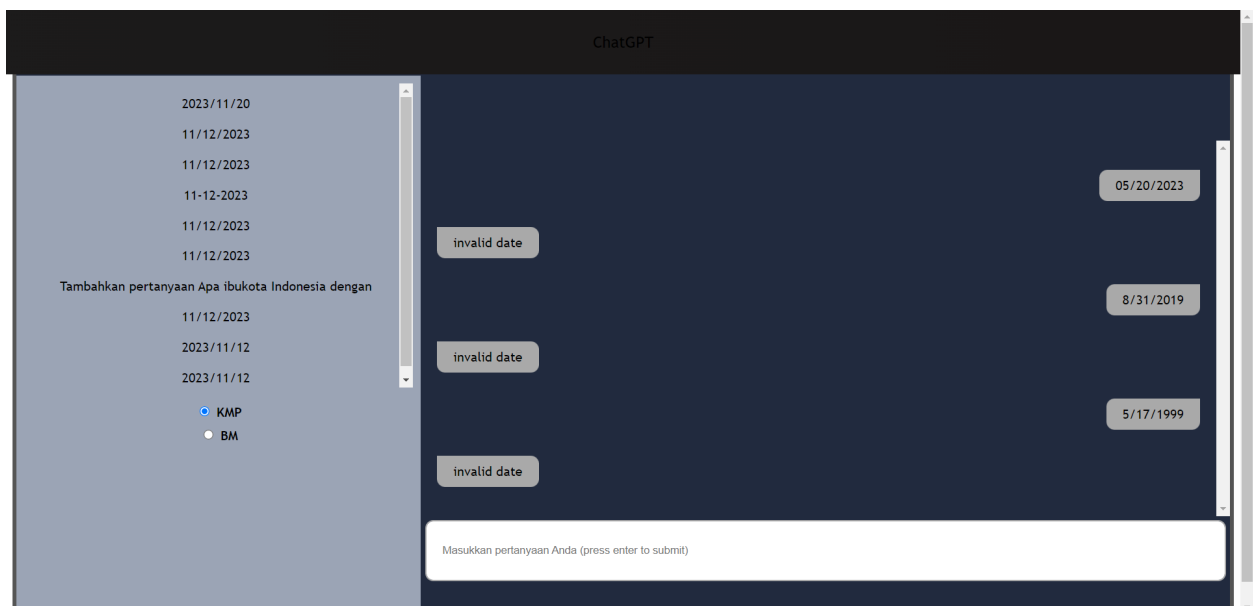 ChatGPT
2023/11/20
11/12/2023
11/12/2023
11-12-2023
11/12/2023
11/12/2023
Tambahkan pertanyaan Apa ibukota Indonesia dengan
11/12/2023
2023/11/12
2023/11/12
KMP
BM
05/20/2023
invalid date
8/31/2019
invalid date
5/17/1999
invalid date
Masukkan pertanyaan Anda (press enter to submit)